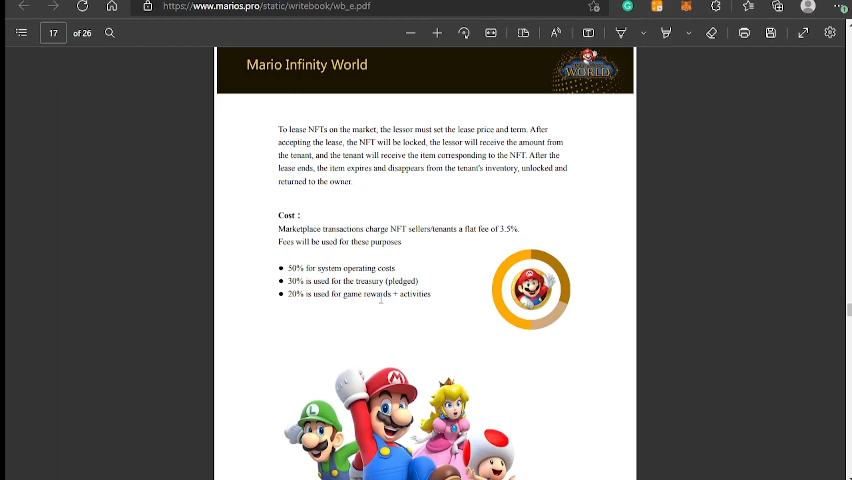 https://www.marios.pro/static/writebook/wb_e.pdf
17 of 26
Mario Infinity World
WORLD
To lease NFTs on the market, the lessor must set the lease price and term. After
accepting the lease, the NFT will be locked, the lessor will receive the amount from
the tenant, and the tenant will receive the item corresponding to the NFT. After the
lease ends, the item expires and disappears from the tenant's inventory, unlocked and
returned to the owner.
Cost：
Marketplace transactions charge NFT sellers/tenants a flat fee of 3.5%.
Fees will be used for these purposes
● 50% for system operating costs
● 30% is used for the treasury (pledged)
● 20% is used for game rewards + activities